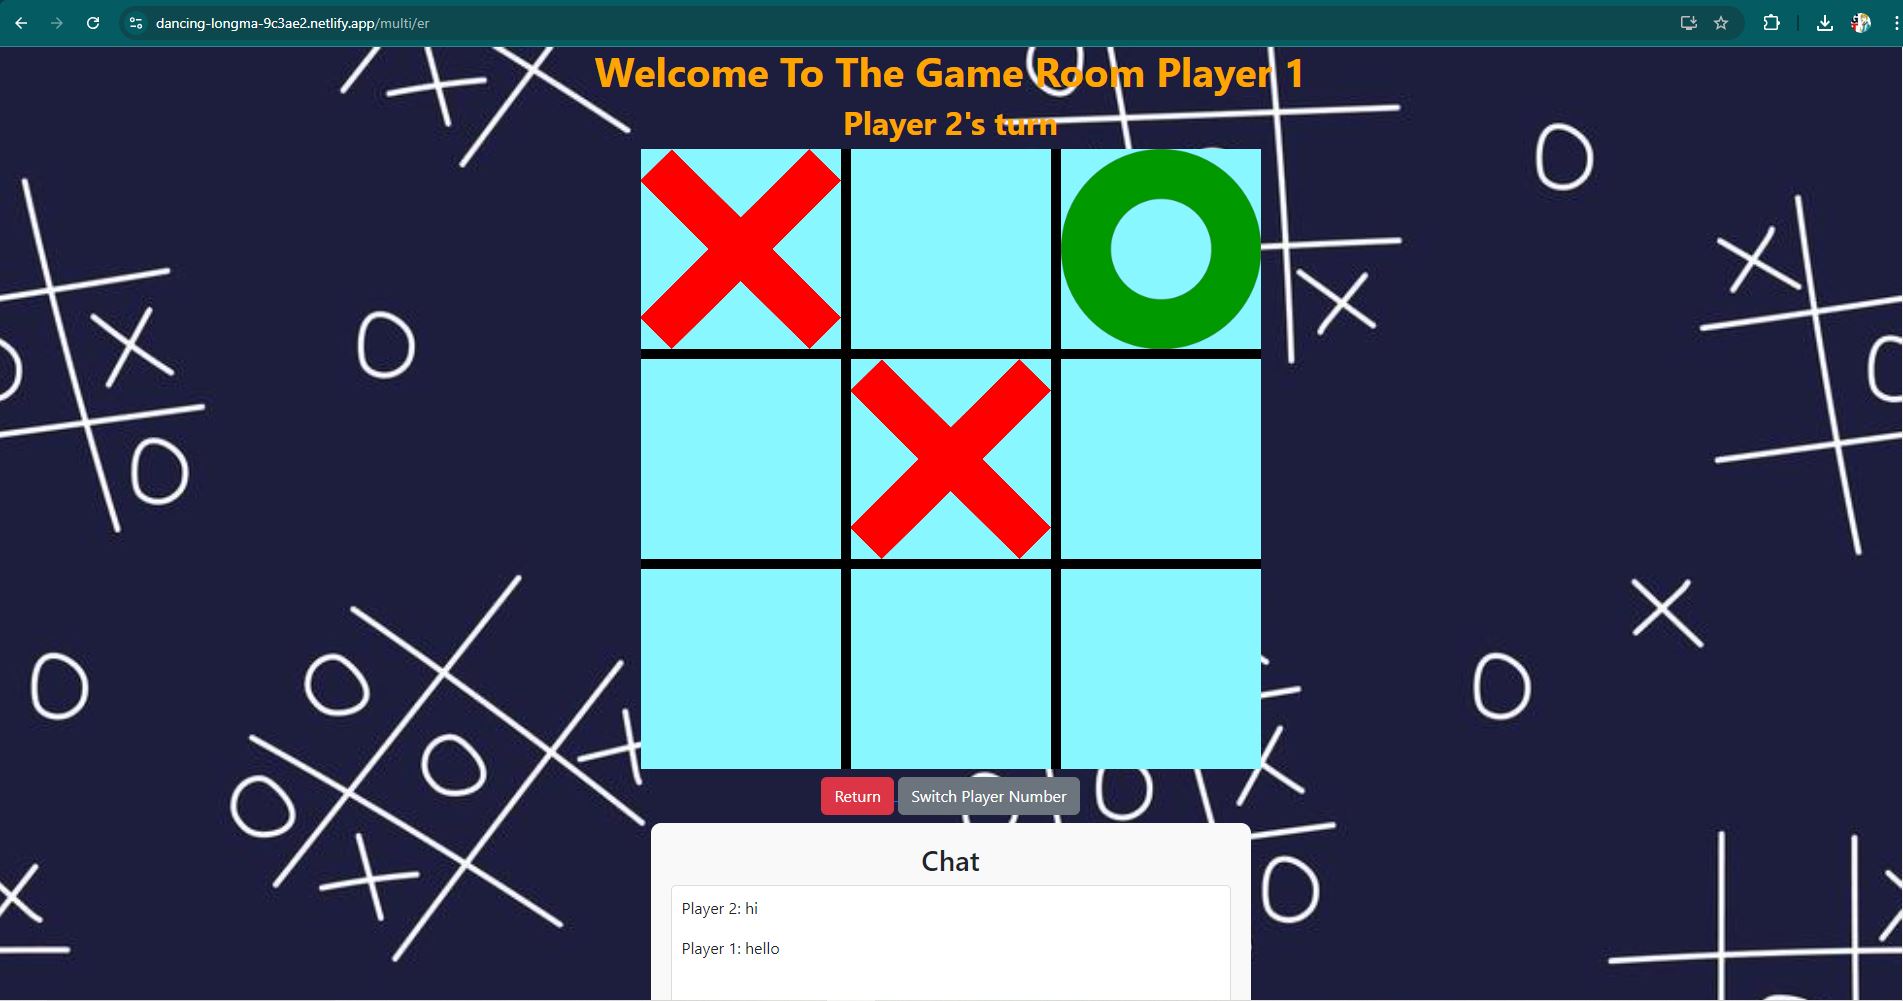 dancing-longma-9c3ae2.netlify.app/multi/er
Welcome To The Game Room Player 1
Player 2's turn
Return
Switch Player Number
Chat
Player 2: hi
Player 1: hello